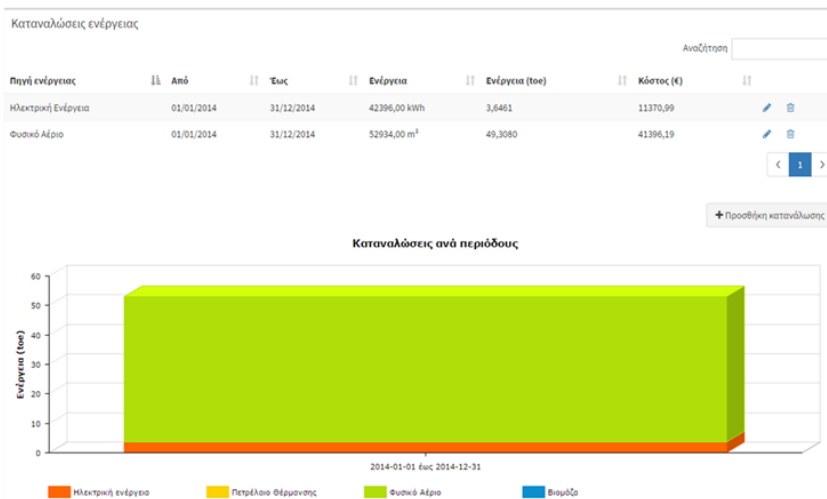 Καταναλώσεις ενέργειας
Αναζήτηση
Πηγή ενέργειας Από Έως Ενέργεια Ενέργεια (toe) Κόστος (€)
Ηλεκτρική Ενέργεια 01/01/2014 31/12/2014 42396,00 kWh 3,6461 11370,99
Φυσικό Αέριο 01/01/2014 31/12/2014 52934,00 m³ 49,3080 41396,19
1
+ Προσθήκη κατανάλωσης
Καταναλώσεις ανά περιόδους
60
50
40
30
20
10
0
Ενέργεια (toe)
2014-01-01 έως 2014-12-31
Ηλεκτρική ενέργεια Πετρέλαιο Θέρμανσης Φυσικό Αέριο Βιομάζα